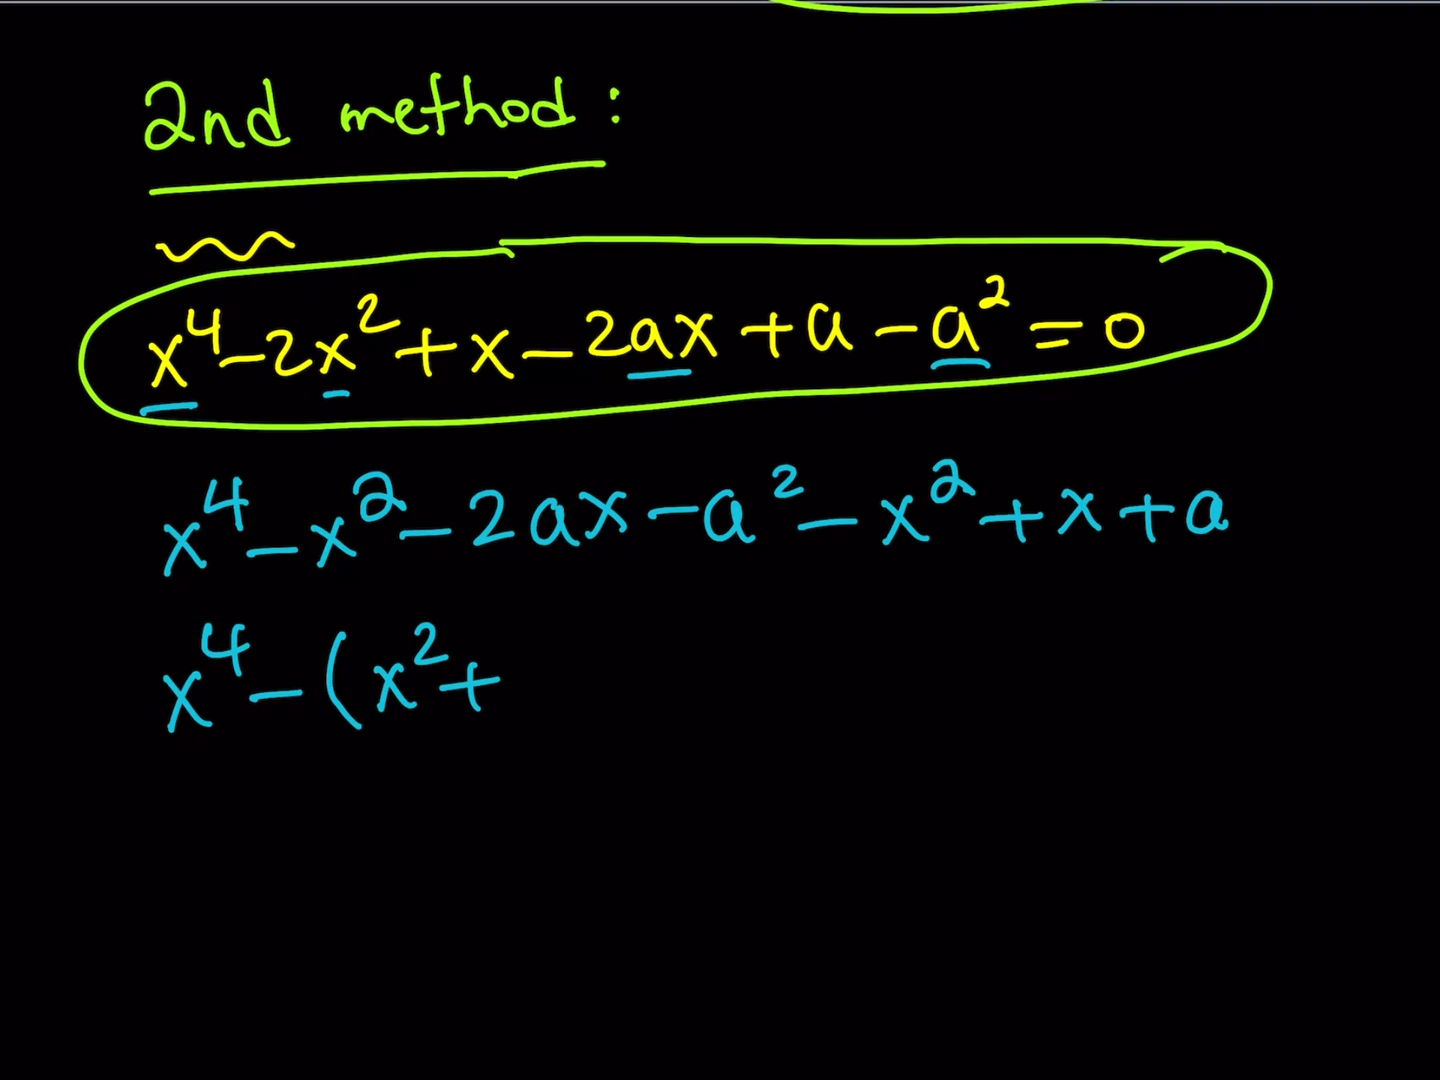 2nd method:
x⁴-2x²+x-2ax+a-a²=0
x⁴-x²-2ax-a²-x²+x+a
x⁴-(x²+